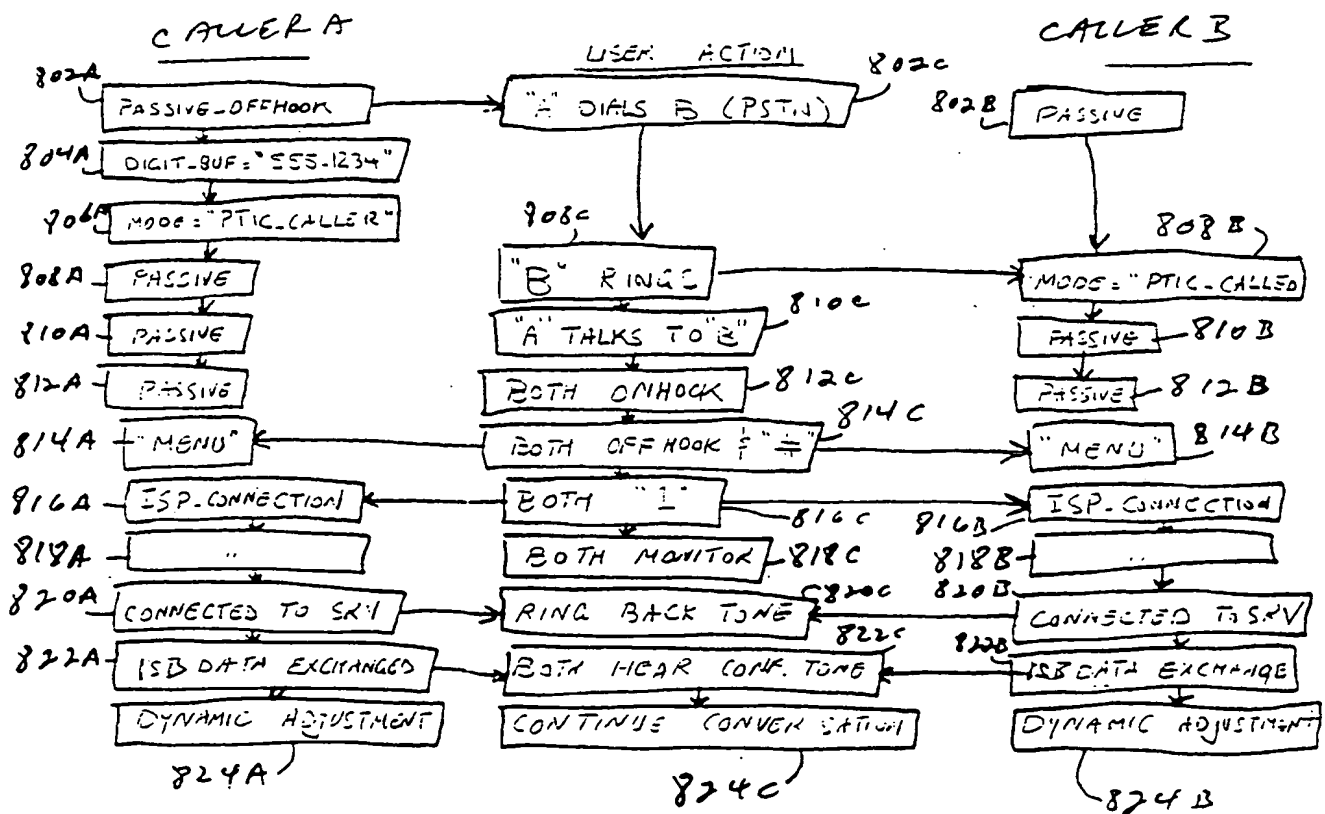 CALLER A
USER ACTION
CALLER B
802A
PASSIVE_OFFHOOK
"A" DIALS B (PSTN)
802C
802B
PASSIVE
804A
DIGIT_BUF="555-1234"
806A
MODE="PTIC_CALLER"
808C
808A
PASSIVE
"B" RINGS
808B
MODE="PTIC_CALLED
810A
PASSIVE
"A" TALKS TO "B"
810C
PASSIVE
810B
812A
PASSIVE
BOTH ONHOOK
812C
PASSIVE
812B
814A
"MENU"
BOTH OFFHOOK & "#"
814C
"MENU"
814B
816A
ISP_CONNECTION
BOTH "1"
816C
816B
ISP_CONNECTION
818A
..
BOTH MONITOR
818C
818B
..
820A
CONNECTED TO SRV
RING BACK TONE
820C
820B
CONNECTED TO SRV
822A
ISB DATA EXCHANGED
BOTH HEAR CONF. TONE
822C
822B
ISB DATA EXCHANGE
DYNAMIC ADJUSTMENT
824A
CONTINUE CONVERSATION
824C
DYNAMIC ADJUSTMENT
824B